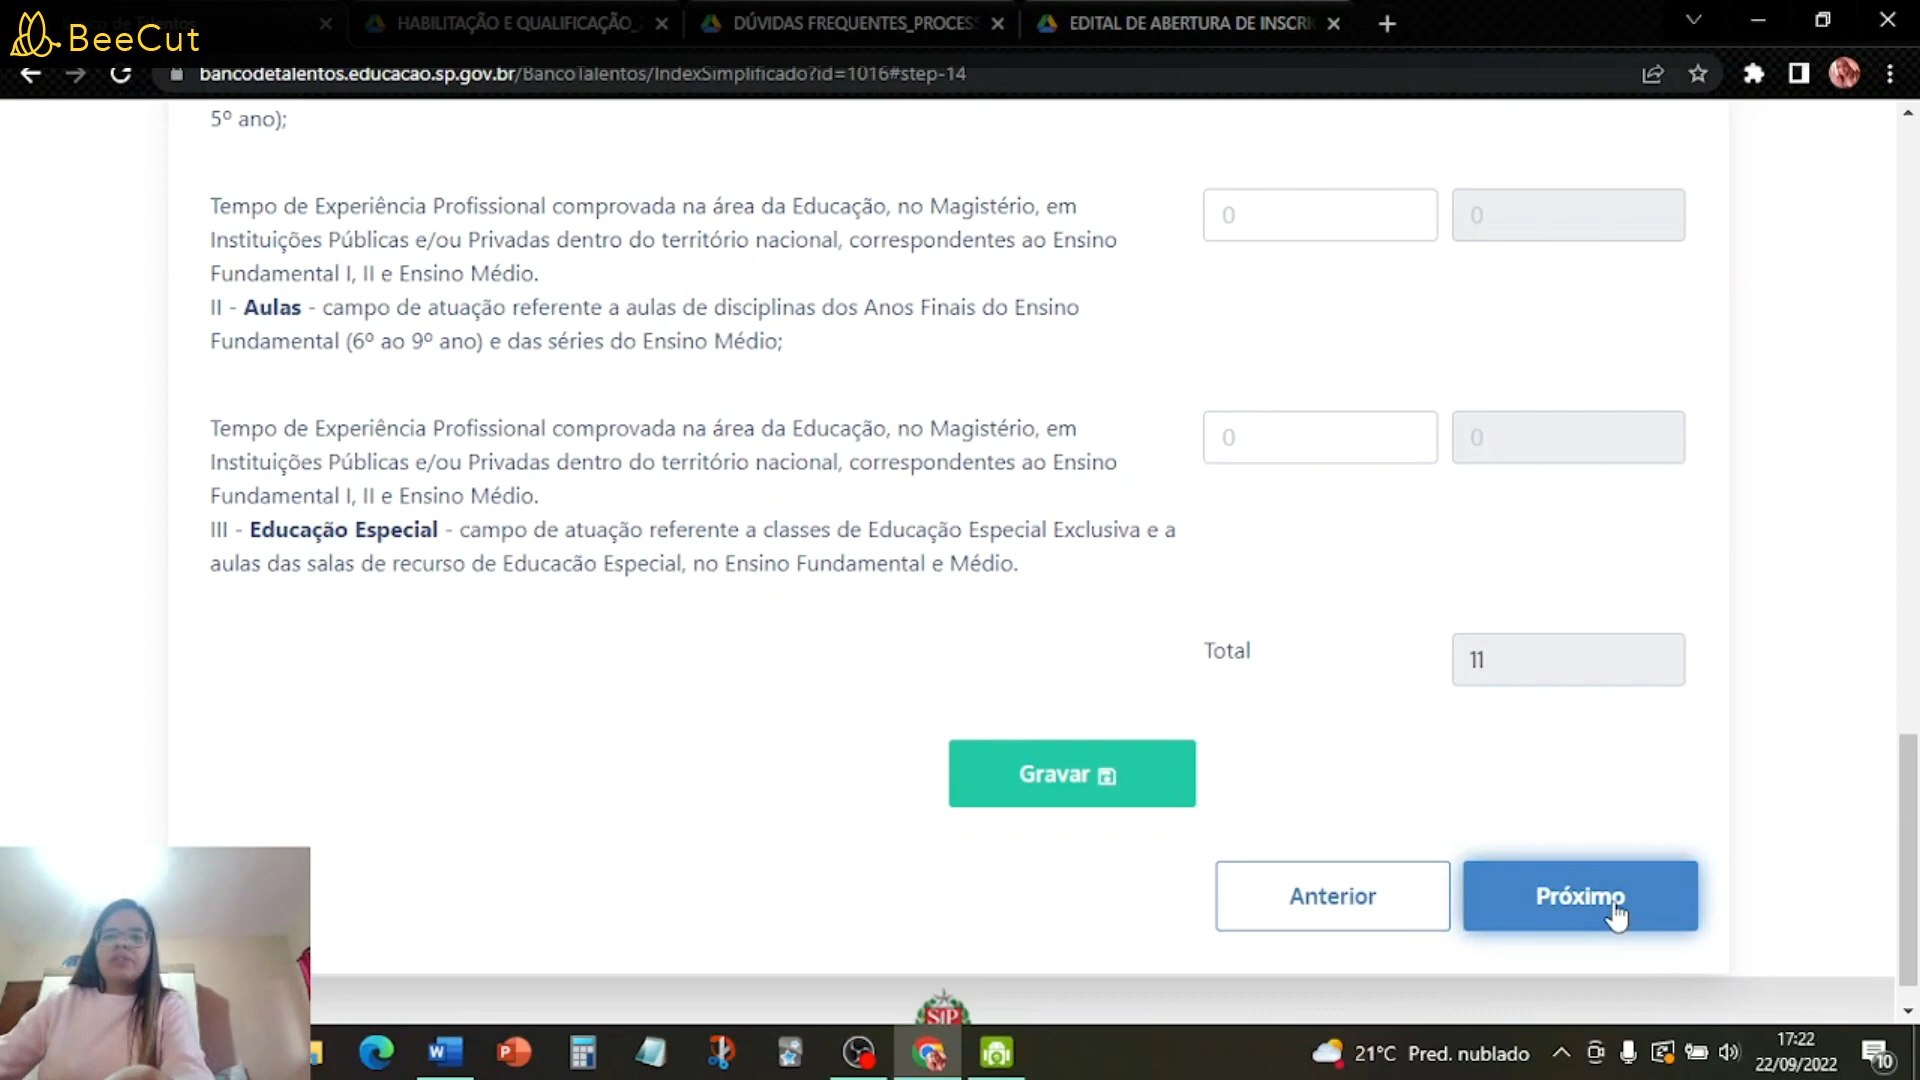 BeeCut
HABILITAÇÃO E QUALIFICAÇÃO_
DÚVIDAS FREQUENTES_PROCES
EDITAL DE ABERTURA DE INSCRI
bancodetalentos.educacao.sp.gov.br/BancoTalentos/IndexSimplificado?id=1016#step-14
5º ano);
Tempo de Experiência Profissional comprovada na área da Educação, no Magistério, em
Instituições Públicas e/ou Privadas dentro do território nacional, correspondentes ao Ensino
Fundamental I, II e Ensino Médio.
II - Aulas - campo de atuação referente a aulas de disciplinas dos Anos Finais do Ensino
Fundamental (6º ao 9º ano) e das séries do Ensino Médio;
0
0
Tempo de Experiência Profissional comprovada na área da Educação, no Magistério, em
Instituições Públicas e/ou Privadas dentro do território nacional, correspondentes ao Ensino
Fundamental I, II e Ensino Médio.
III - Educação Especial - campo de atuação referente a classes de Educação Especial Exclusiva e a
aulas das salas de recurso de Educacão Especial, no Ensino Fundamental e Médio.
0
0
Total
11
Gravar
Anterior
Próximo
SP
21°C Pred. nublado
17:22
22/09/2022
10